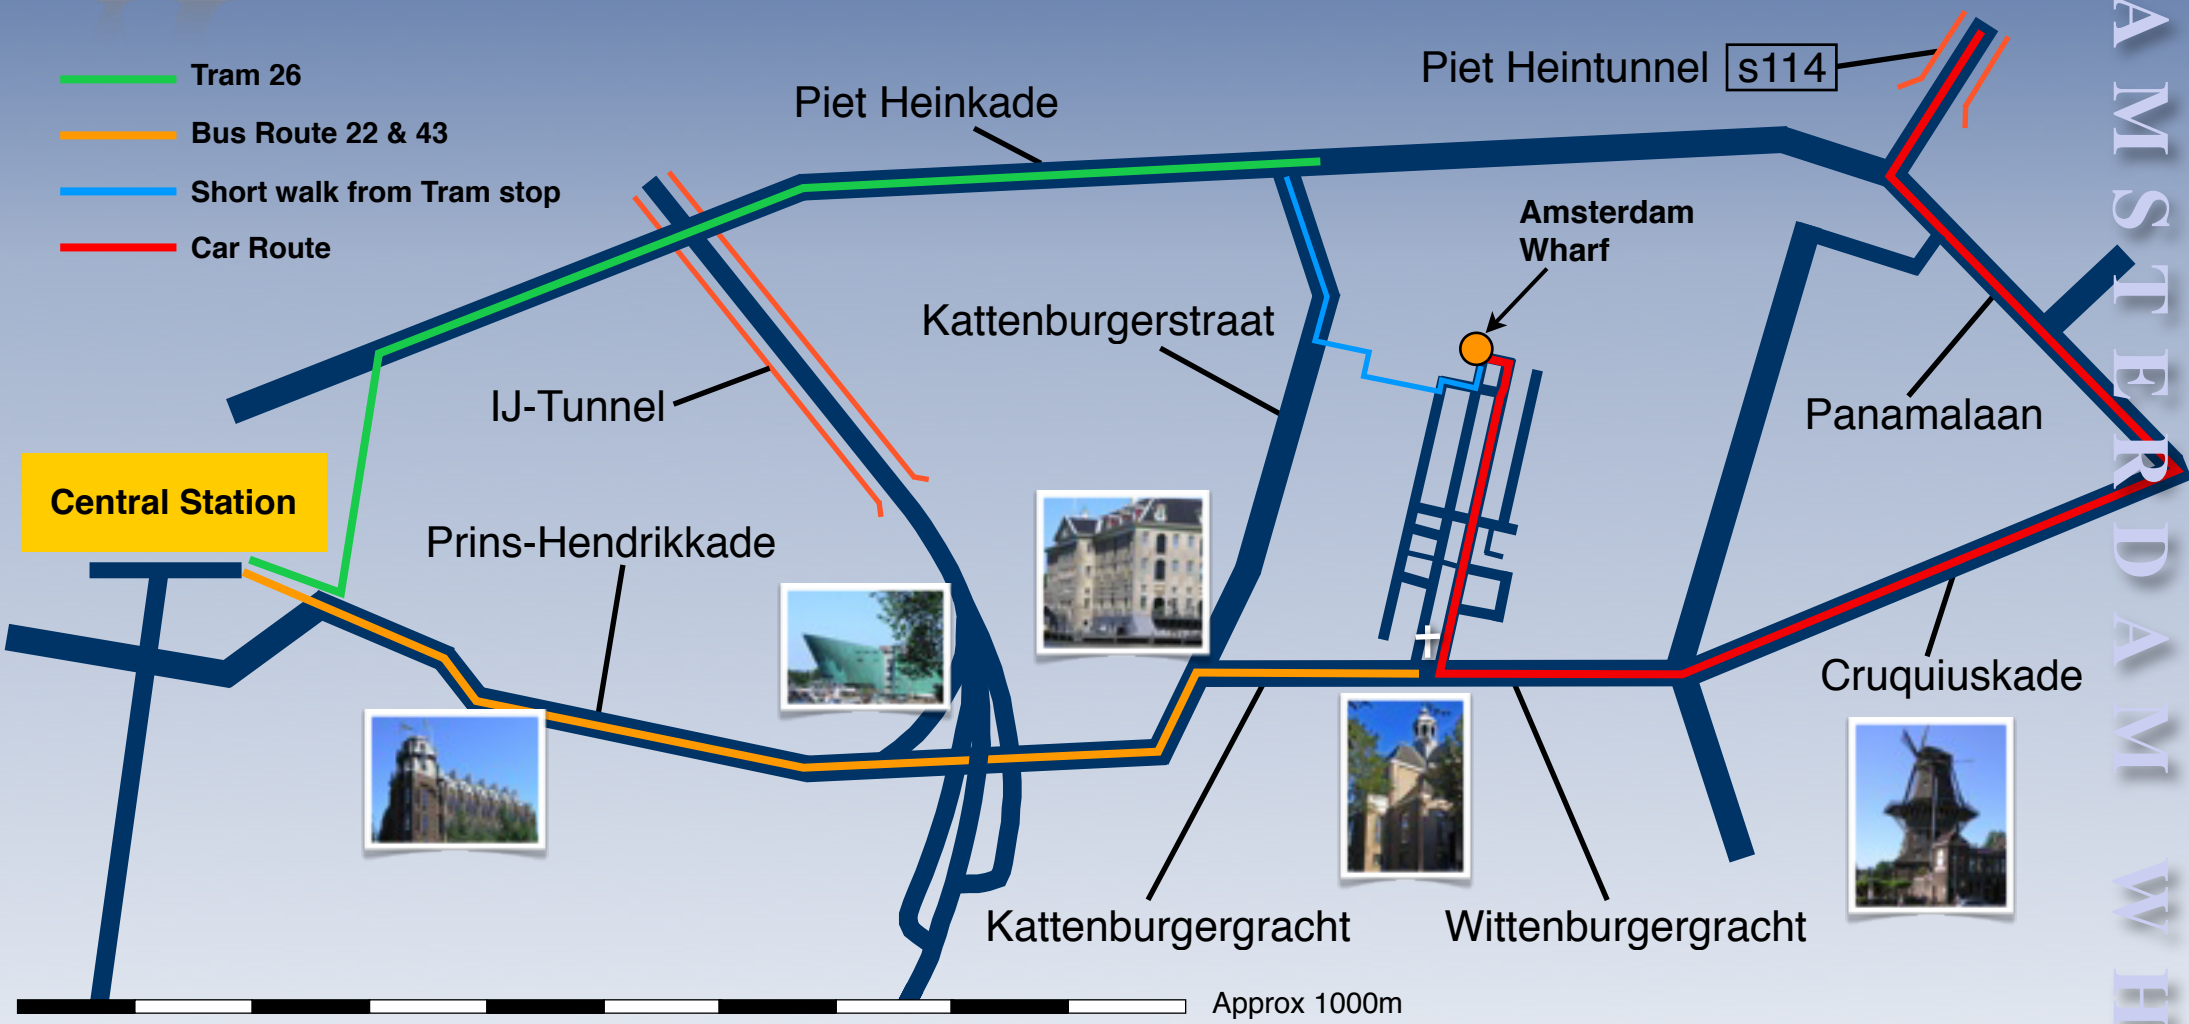 Tram 26
Bus Route 22 & 43
Short walk from Tram stop
Car Route
Piet Heinkade
Piet Heintunnel s114
Amsterdam
Wharf
Kattenburgerstraat
IJ-Tunnel
Panamalaan
Central Station
Prins-Hendrikkade
Cruquiuskade
Kattenburgergracht
Wittenburgergracht
Approx 1000m
AMSTERDAM WH